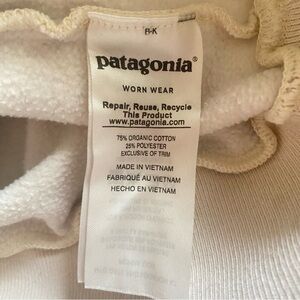 R-K
patagonia®
WORN WEAR
Repair, Reuse, Recycle
This Product
www.patagonia.com
75% ORGANIC COTTON
25% POLYESTER
EXCLUSIVE OF TRIM
MADE IN VIETNAM
FABRIQUÉ AU VIETNAM
HECHO EN VIETNAM